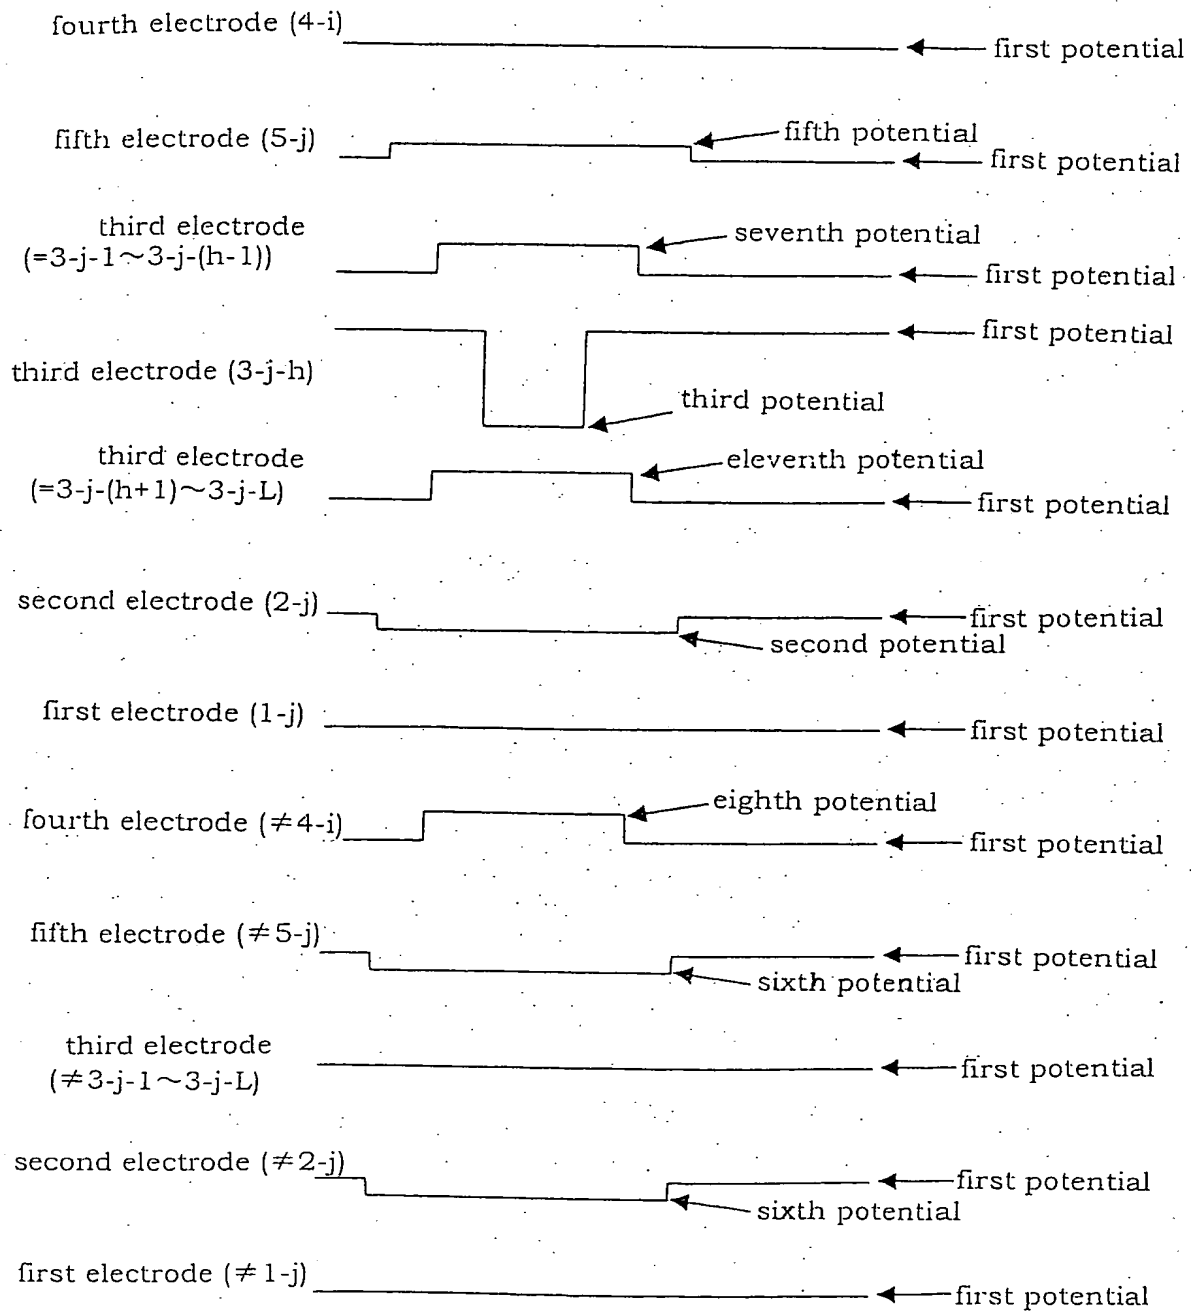 fourth electrode (4-i)
first potential
fifth electrode (5-j)
fifth potential
first potential
third electrode
(=3-j-1～3-j-(h-1))
seventh potential
first potential
first potential
third electrode (3-j-h)
third potential
third electrode
(=3-j-(h+1)～3-j-L)
eleventh potential
first potential
second electrode (2-j)
first potential
second potential
first electrode (1-j)
first potential
fourth electrode (≠4-i)
eighth potential
first potential
fifth electrode (≠5-j)
first potential
sixth potential
third electrode
(≠3-j-1～3-j-L)
first potential
second electrode (≠2-j)
first potential
sixth potential
first electrode (≠1-j)
first potential